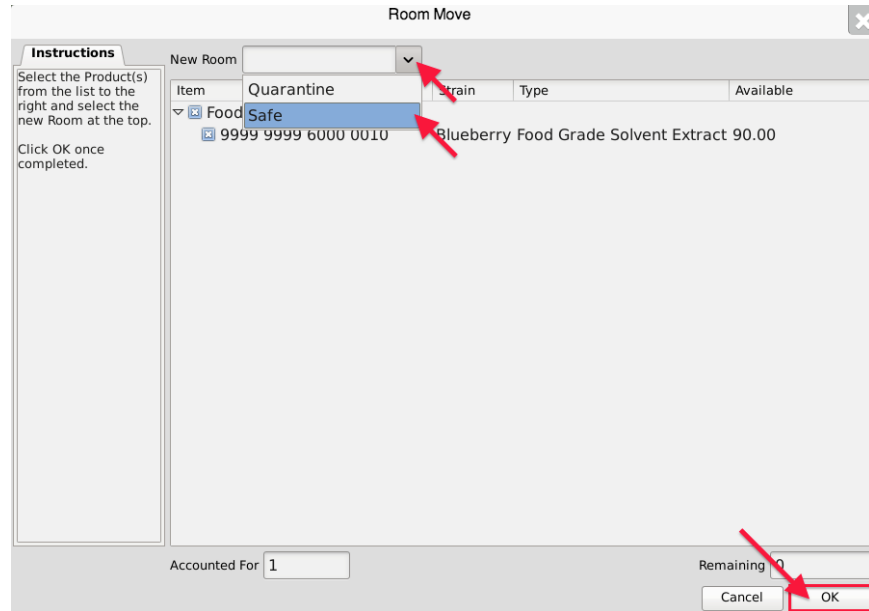 Room Move
Instructions
Select the Product(s)
from the list to the
right and select the
new Room at the top.
Click OK once
completed.
New Room
Quarantine
Safe
Item Strain Type Available
Food
9999 9999 6000 0010 Blueberry Food Grade Solvent Extract 90.00
Accounted For 1
Remaining 0
Cancel OK